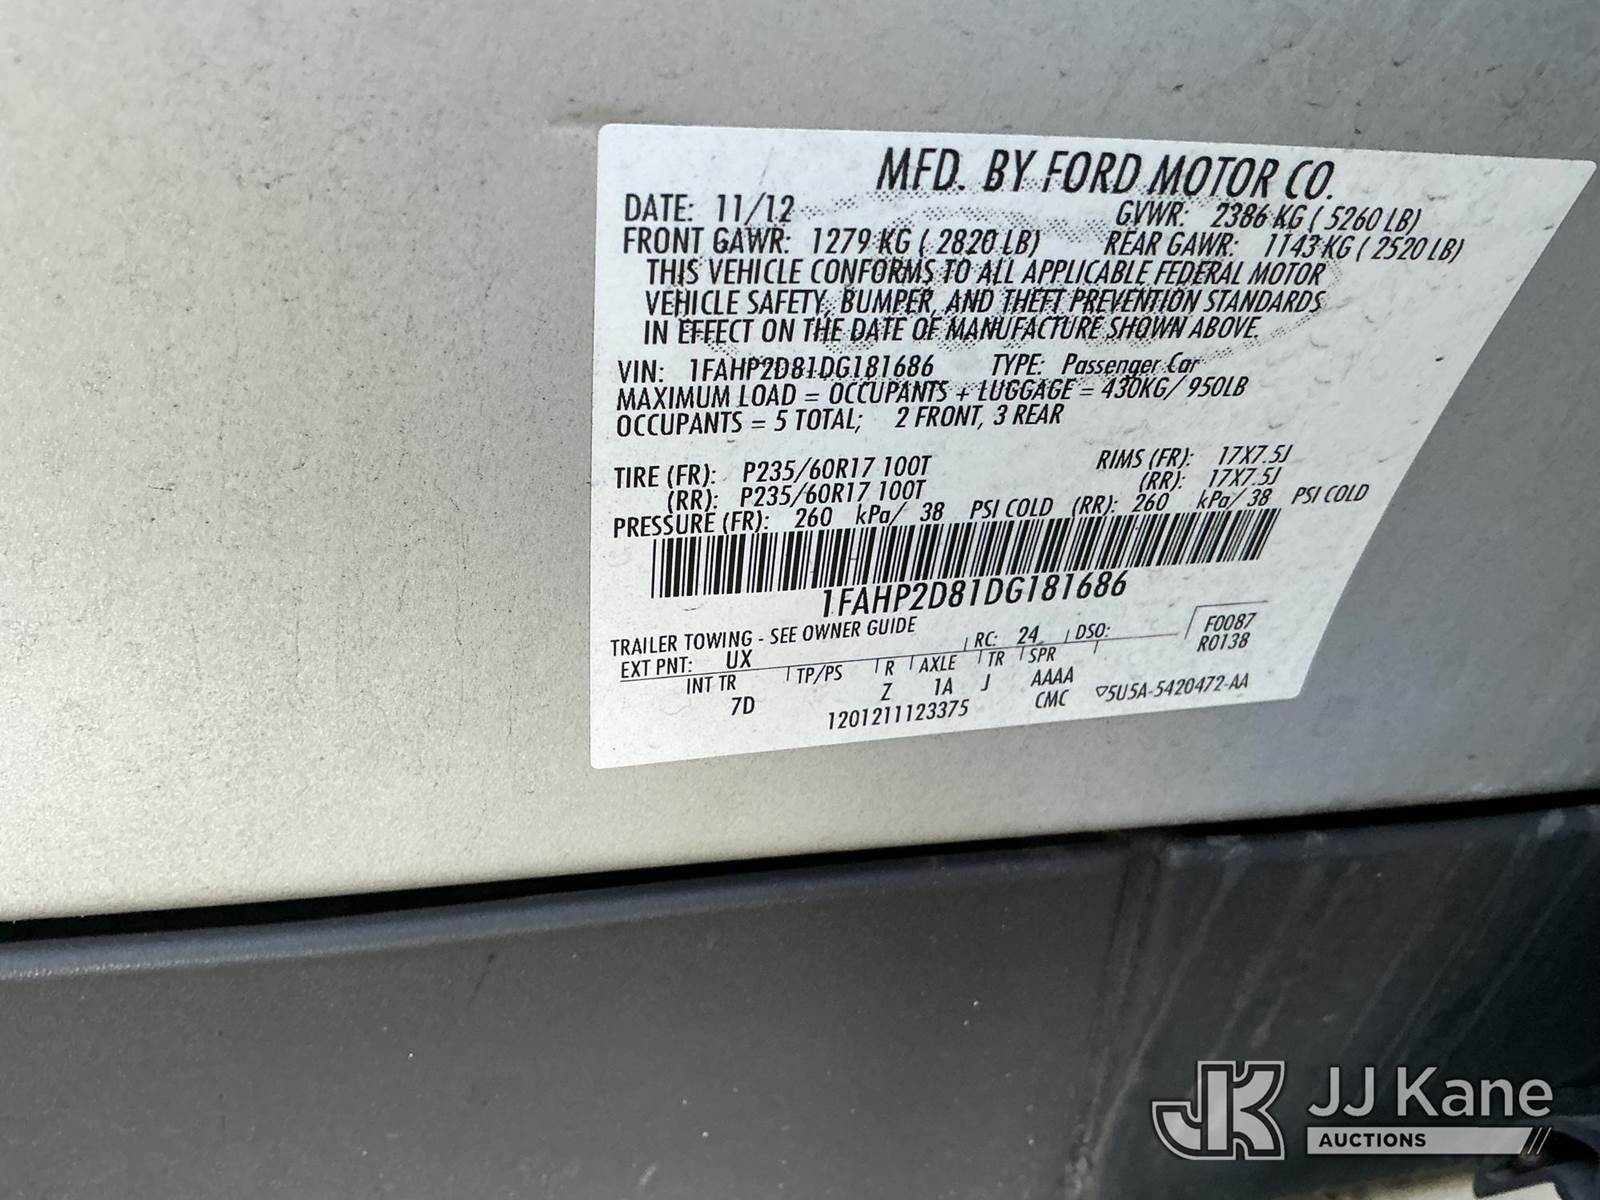 MFD. BY FORD MOTOR CO.
DATE: 11/12 GVWR: 2386 KG ( 5260 LB)
FRONT GAWR: 1279 KG ( 2820 LB) REAR GAWR: 1143 KG ( 2520 LB)
THIS VEHICLE CONFORMS TO ALL APPLICABLE FEDERAL MOTOR
VEHICLE SAFETY, BUMPER, AND THEFT PREVENTION STANDARDS
IN EFFECT ON THE DATE OF MANUFACTURE SHOWN ABOVE.
VIN: 1FAHP2D81DG181686 TYPE: Passenger Car
MAXIMUM LOAD = OCCUPANTS + LUGGAGE = 430KG/ 950LB
OCCUPANTS = 5 TOTAL; 2 FRONT, 3 REAR
TIRE (FR): P235/60R17 100T RIMS (FR): 17X7.5J
(RR): P235/60R17 100T (RR): 17X7.5J
PRESSURE (FR): 260 kPa/ 38 PSI COLD (RR): 260 kPa/ 38 PSI COLD
1FAHP2D81DG181686
TRAILER TOWING - SEE OWNER GUIDE
EXT PNT: UX RC: 24 DSO: F0087
R0138
INT TR TP/PS R AXLE TR SPR
7D Z 1A J AAAA
1201211123375 CMC ▽5U5A-5420472-AA
JK JJ Kane
AUCTIONS